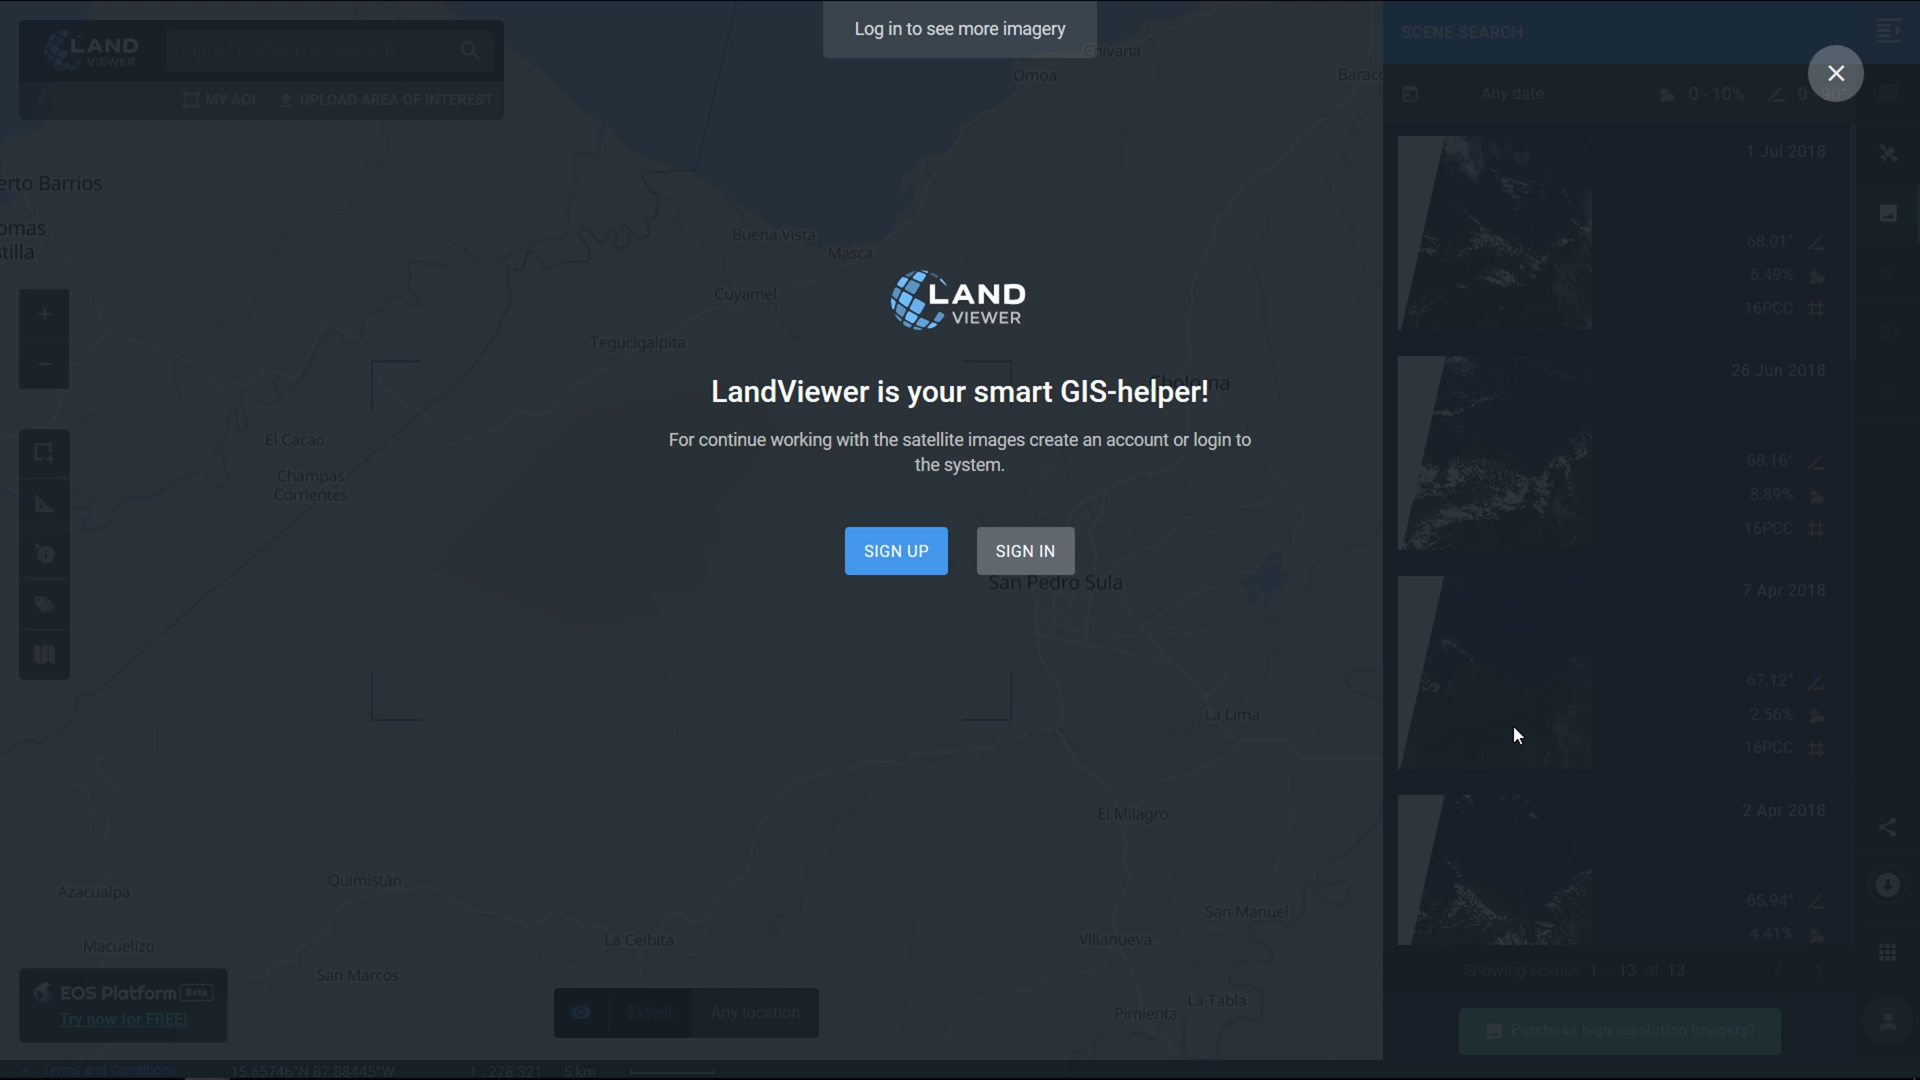 Log in to see more imagery
LAND
VIEWER
MY AOI
UPLOAD AREA OF INTEREST
SCENE SEARCH
Any date
0 - 10%
0 - 90°
Omoa
Chivana
Baraco
erto Barrios
omas
tilla
Buena Vista
Masca
Cuyamel
Tegucigalpita
Choloma
El Cacao
Champas
Corrientes
LAND
VIEWER
LandViewer is your smart GIS-helper!
For continue working with the satellite images create an account or login to
the system.
SIGN UP
SIGN IN
San Pedro Sula
La Lima
El Milagro
Azacualpa
Quimistán
San Manuel
Macuelizo
La Ceibita
Villanueva
San Marcos
La Tabla
Pimienta
1 Jul 2018
68.01°
6.49%
16PCC
26 Jun 2018
68.16°
8.89%
16PCC
7 Apr 2018
67.12°
2.56%
16PCC
2 Apr 2018
65.94°
4.41%
Showing scenes 1 - 13 of 13
Purchase high resolution imagery?
EOS Platform Beta
Try now for FREE!
Extent
Any location
Terms and Conditions
15.65746°N 87.88445°W
1 : 278 321
5 km